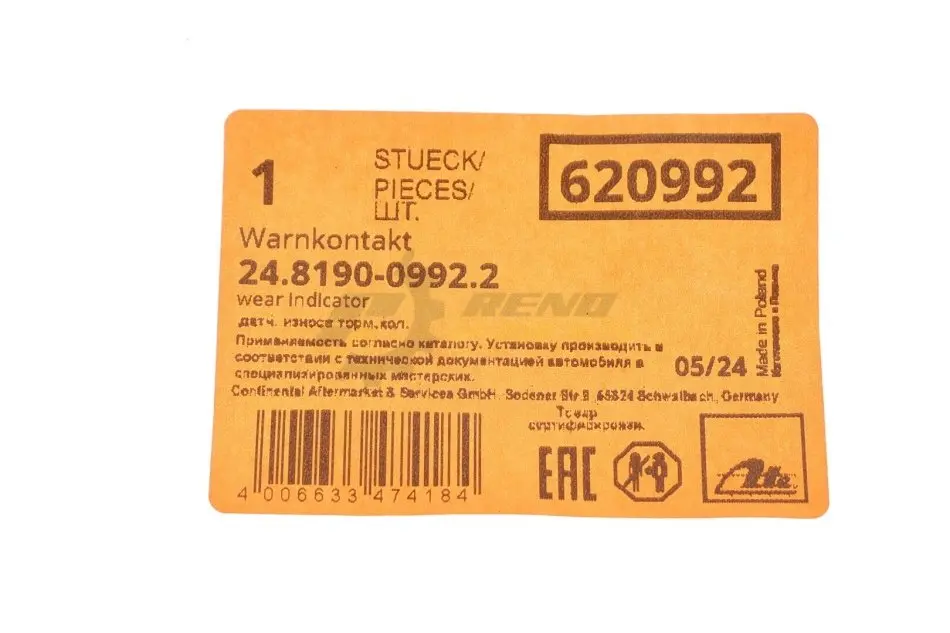 1
STUECK/
PIECES/
ШТ.
620992
Warnkontakt
24.8190-0992.2
wear Indicator
RENO
датч. износа торм.кол.
Применяемость согласно каталогу. Установку производить в
соответствии с технической документацией автомобиля в
специализированных мастерских.
05/24
Made in Poland
Изготовлено в Польше
Continental Aftermarket & Services GmbH, Sodener Str.9, 65824 Schwalbach, Germany
Товар
сертифицирован.
4 006633 474184
EAC
Ate